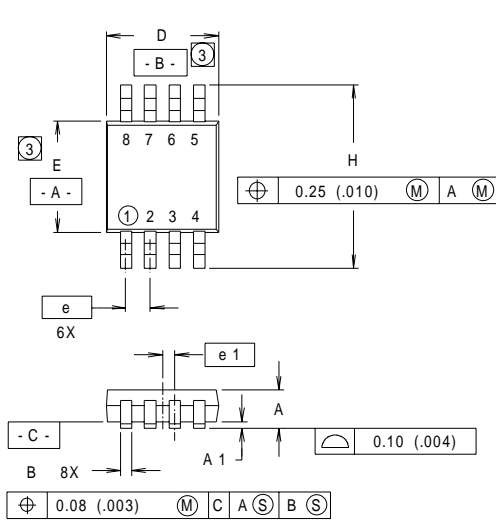 D
- B - 3
8 7 6 5
3
E
- A -
H
⌖ 0.25 (.010) Ⓜ A Ⓜ
① 2 3 4
e
6X
e 1
A
- C -
A 1
⌓ 0.10 (.004)
B 8X
⌖ 0.08 (.003) Ⓜ C A Ⓢ B Ⓢ